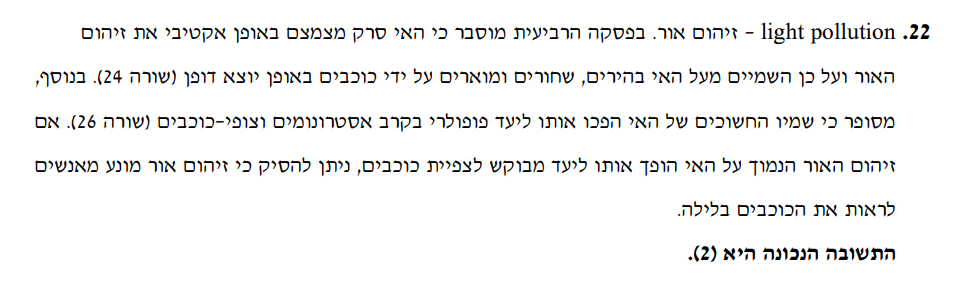 22. light pollution - זיהום אור. בפסקה הרביעית מוסבר כי האי סרק מצמצם באופן אקטיבי את זיהום
האור ועל כן השמיים מעל האי בהירים, שחורים ומוארים על ידי כוכבים באופן יוצא דופן (שורה 24). בנוסף,
מסופר כי שמיו החשוכים של האי הפכו אותו ליעד פופולרי בקרב אסטרונומים וצופי-כוכבים (שורה 26). אם
זיהום האור הנמוך על האי הופך אותו ליעד מבוקש לצפיית כוכבים, ניתן להסיק כי זיהום אור מונע מאנשים
לראות את הכוכבים בלילה.
התשובה הנכונה היא (2).